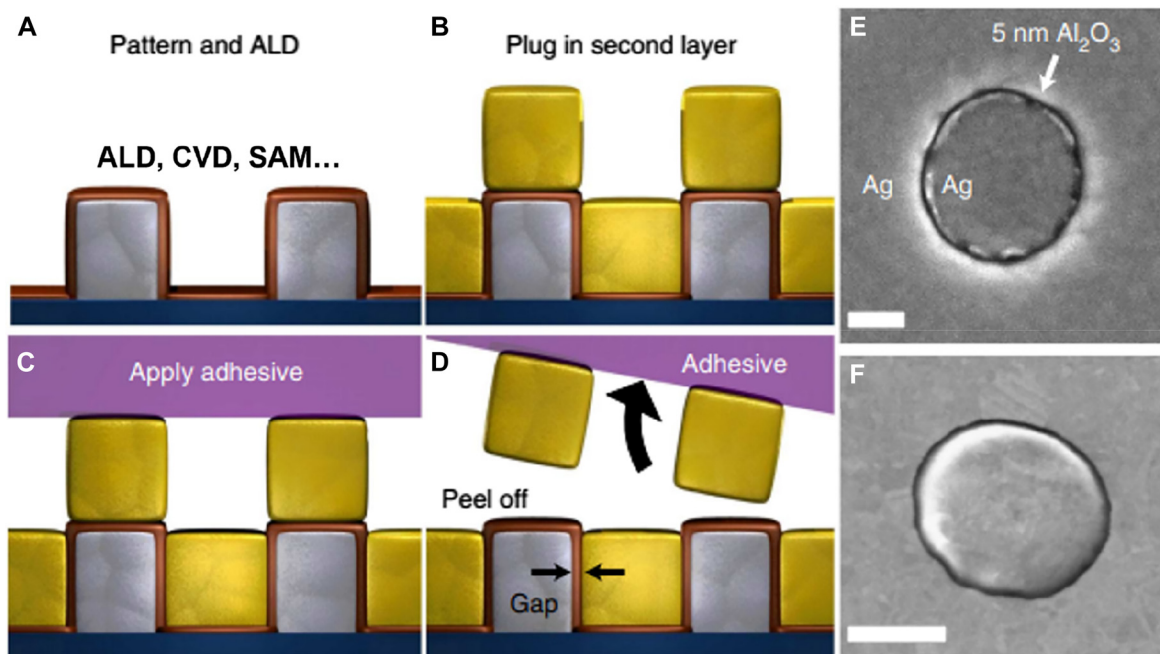 A
Pattern and ALD
ALD, CVD, SAM…
B
Plug in second layer
C
Apply adhesive
D
Adhesive
Peel off
Gap
E
5 nm Al₂O₃
Ag
Ag
F